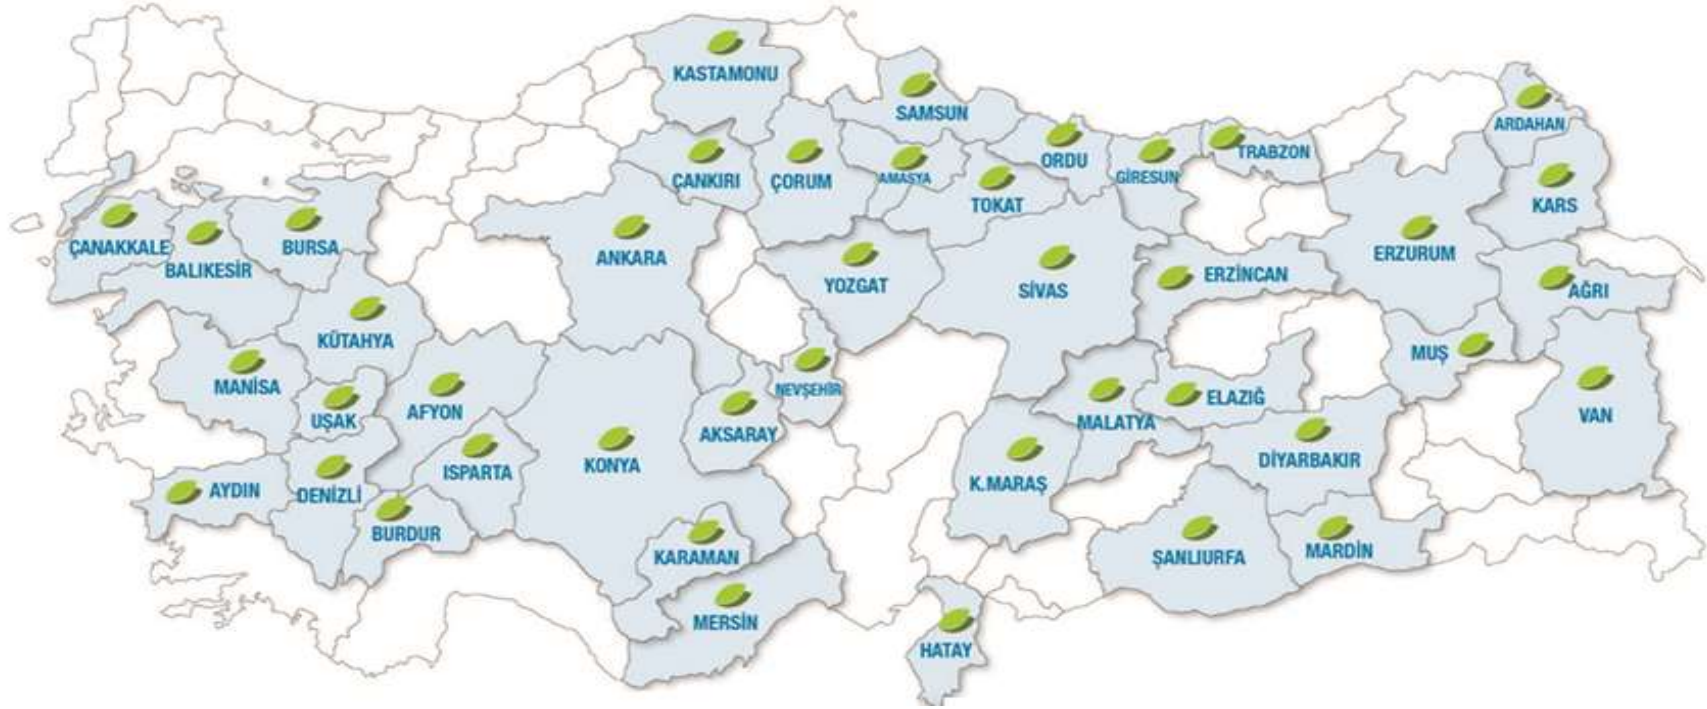 KASTAMONU
SAMSUN
ARDAHAN
ORDU
TRABZON
GİRESUN
ÇANKIRI
ÇORUM
AMASYA
TOKAT
KARS
ÇANAKKALE
BALIKESİR
BURSA
ANKARA
YOZGAT
SİVAS
ERZİNCAN
ERZURUM
AĞRI
KÜTAHYA
MANİSA
UŞAK
AFYON
NEVŞEHİR
AKSARAY
MALATYA
ELAZIĞ
MUŞ
VAN
AYDIN
DENİZLİ
ISPARTA
KONYA
K.MARAŞ
DİYARBAKIR
BURDUR
KARAMAN
ŞANLIURFA
MARDİN
MERSİN
HATAY